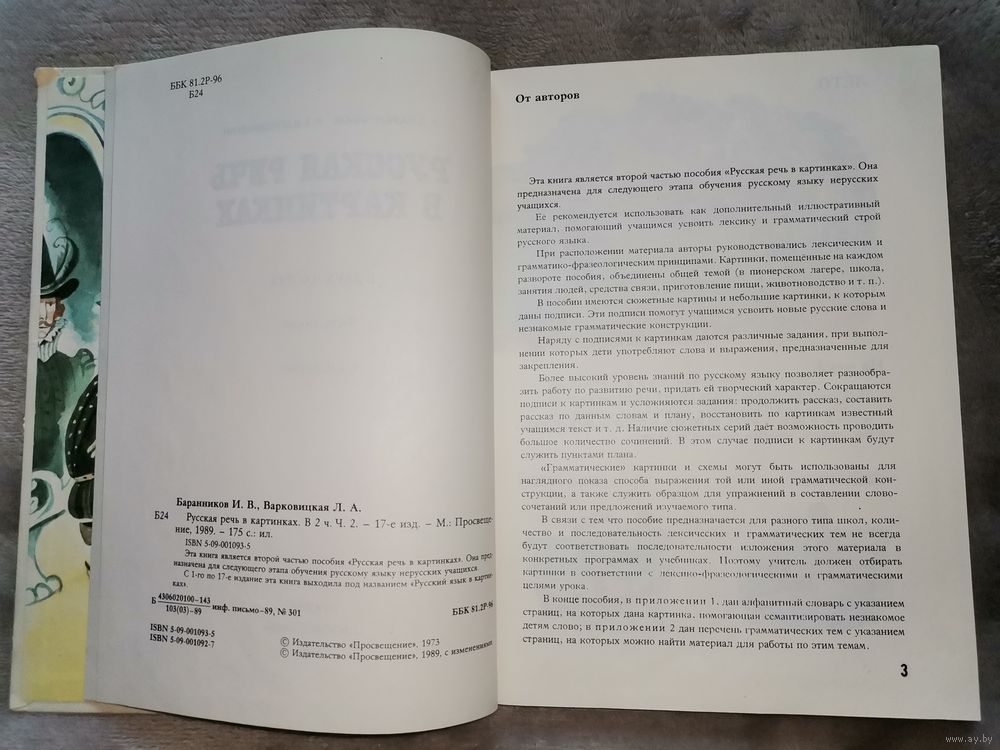 ББК 81.2Р-96
Б24
Баранников И. В., Варковицкая Л. А.
Б24 Русская речь в картинках. В 2 ч. Ч. 2. – 17-е изд. – М.: Просвеще-
ние, 1989. – 175 с.: ил.
ISBN 5-09-001093-5
Эта книга является второй частью пособия «Русская речь в картинках». Она пред-
назначена для следующего этапа обучения русскому языку нерусских учащихся.
С 1-го по 17-е издание эта книга выходила под названием «Русский язык в картин-
ках».
Б 4306020100–143
103(03)–89 инф. письмо–89, № 301
ББК 81.2Р-96
ISBN 5-09-001093-5
ISBN 5-09-001092-7
© Издательство «Просвещение», 1973
© Издательство «Просвещение», 1989, с изменениями
От авторов
Эта книга является второй частью пособия «Русская речь в картинках». Она
предназначена для следующего этапа обучения русскому языку нерусских
учащихся.
Ее рекомендуется использовать как дополнительный иллюстративный
материал, помогающий учащимся усвоить лексику и грамматический строй
русского языка.
При расположении материала авторы руководствовались лексическим и
грамматико-фразеологическим принципами. Картинки, помещённые на каждом
развороте пособия, объединены общей темой (в пионерском лагере, школа,
занятия людей, средства связи, приготовление пищи, животноводство и т. п.).
В пособии имеются сюжетные картины и небольшие картинки, к которым
даны подписи. Эти подписи помогут учащимся усвоить новые русские слова и
незнакомые грамматические конструкции.
Наряду с подписями к картинкам даются различные задания, при выпол-
нении которых дети употребляют слова и выражения, предназначенные для
закрепления.
Более высокий уровень знаний по русскому языку позволяет разнообра-
зить работу по развитию речи, придать ей творческий характер. Сокращаются
подписи к картинкам и усложняются задания: продолжить рассказ, составить
рассказ по данным словам и плану, восстановить по картинкам известный
учащимся текст и т. д. Наличие сюжетных серий даёт возможность проводить
большое количество сочинений. В этом случае подписи к картинкам будут
служить пунктами плана.
«Грамматические» картинки и схемы могут быть использованы для
наглядного показа способа выражения той или иной грамматической кон-
струкции, а также служить образцом для упражнений в составлении слово-
сочетаний или предложений изучаемого типа.
В связи с тем что пособие предназначается для разного типа школ, коли-
чество и последовательность лексических и грамматических тем не всегда
будут соответствовать последовательности изложения этого материала в
конкретных программах и учебниках. Поэтому учитель должен отбирать
картинки в соответствии с лексико-фразеологическими и грамматическими
целями урока.
В конце пособия, в приложении 1, дан алфавитный словарь с указанием
страниц, на которых дана картинка, помогающая семантизировать незнакомое
детям слово; в приложении 2 дан перечень грамматических тем с указанием
страниц, на которых можно найти материал для работы по этим темам.
3
www.ay.by